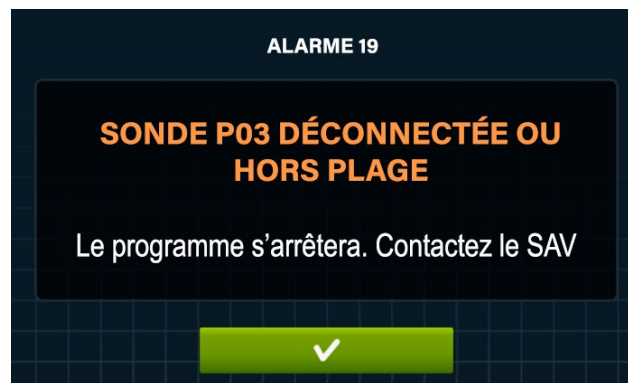 ALARME 19
SONDE P03 DÉCONNECTÉE OU
HORS PLAGE
Le programme s’arrêtera. Contactez le SAV